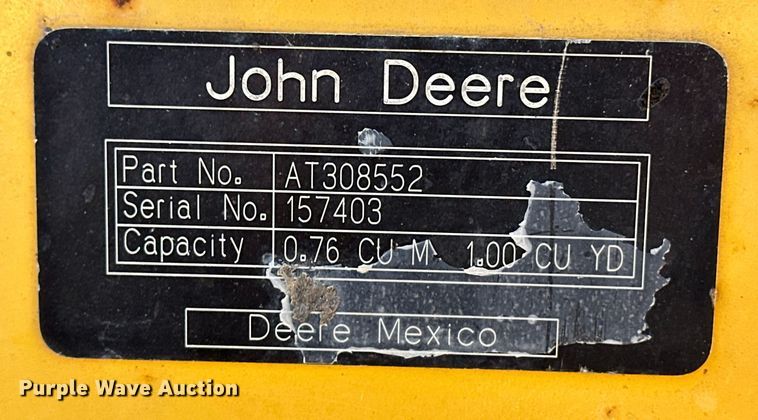 John Deere
Part No. AT308552
Serial No. 157403
Capacity 0.76 CU M 1.00 CU YD
Deere Mexico
Purple Wave Auction